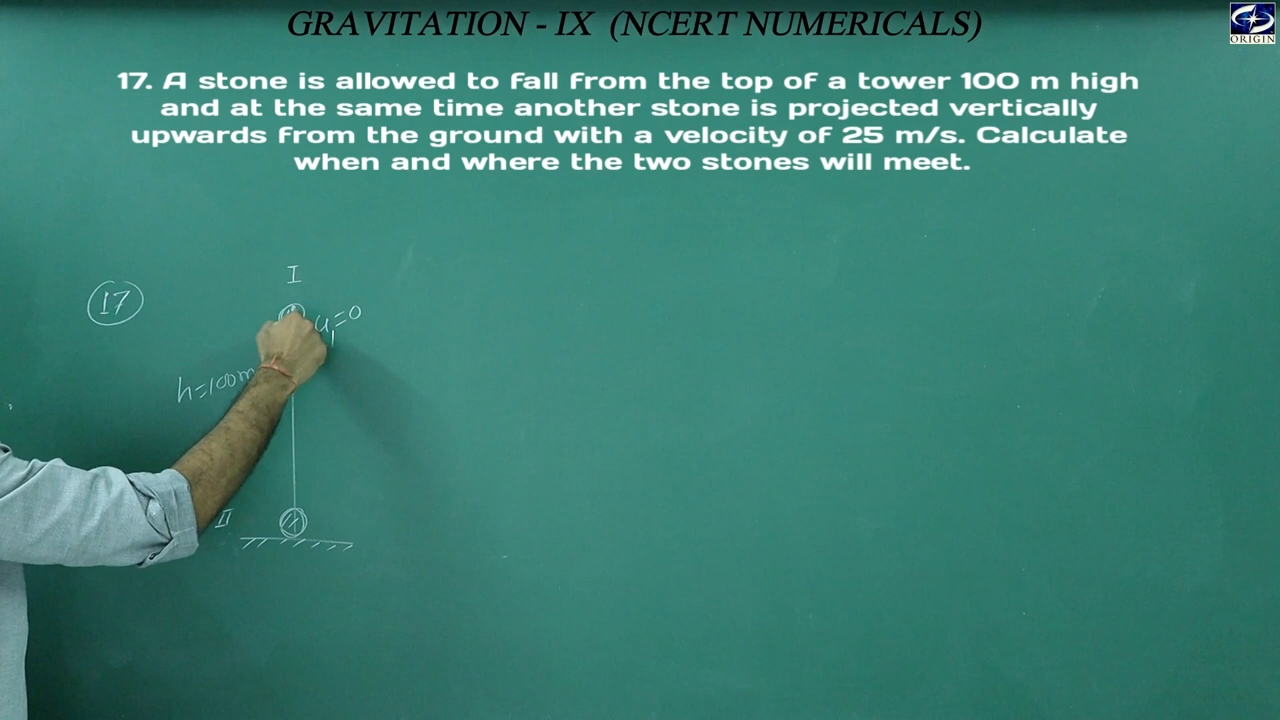 GRAVITATION - IX (NCERT NUMERICALS)
ORIGIN
17. A stone is allowed to fall from the top of a tower 100 m high
and at the same time another stone is projected vertically
upwards from the ground with a velocity of 25 m/s. Calculate
when and where the two stones will meet.
I
17
u₁=0
h=100m
II